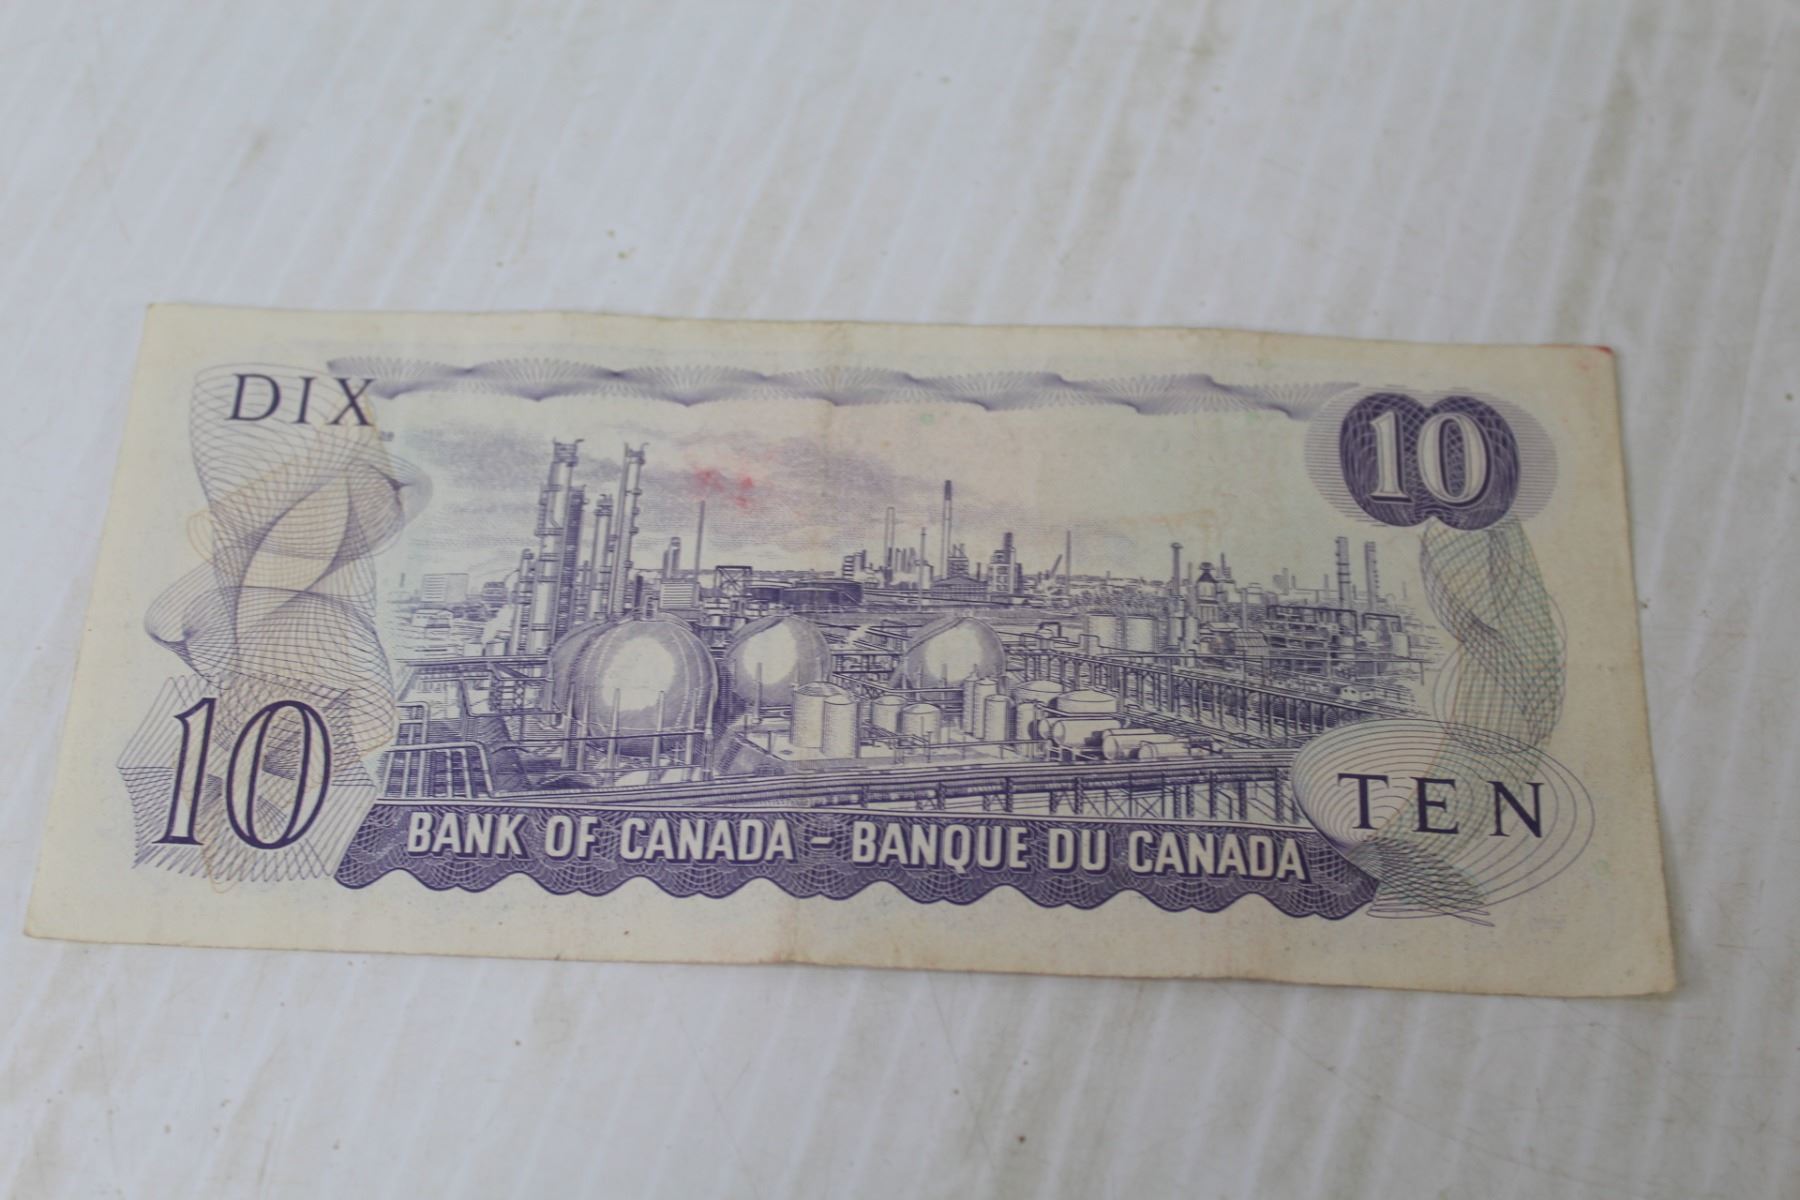 DIX
10
10
TEN
BANK OF CANADA - BANQUE DU CANADA